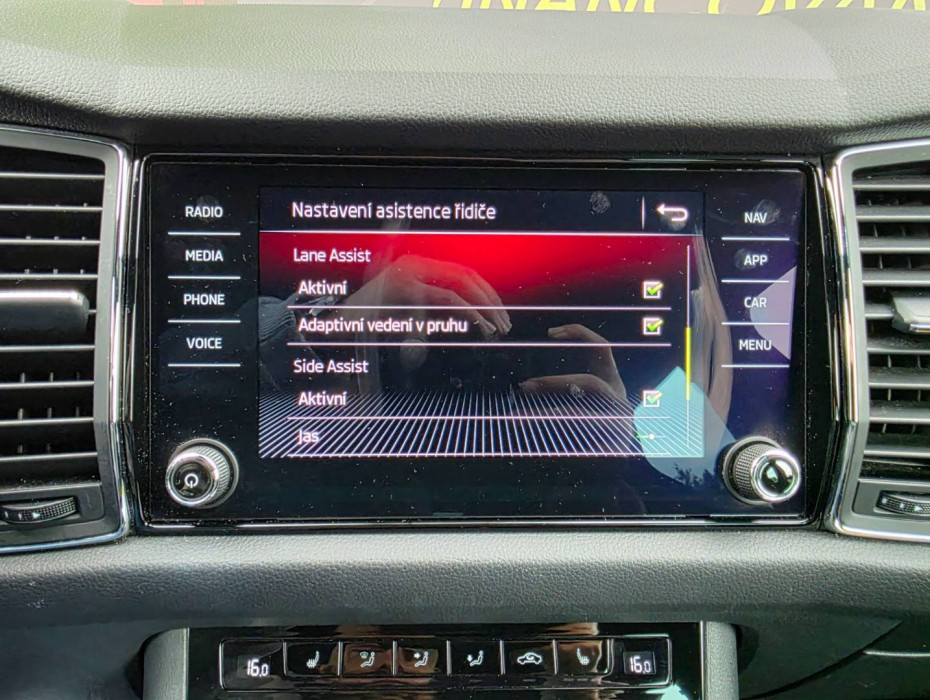 RADIO
MEDIA
PHONE
VOICE
Nastavení asistence řidiče
Lane Assist
Aktivní
Adaptivní vedení v pruhu
Side Assist
Aktivní
Jas
NAV
APP
CAR
MENU
16.0
16.0